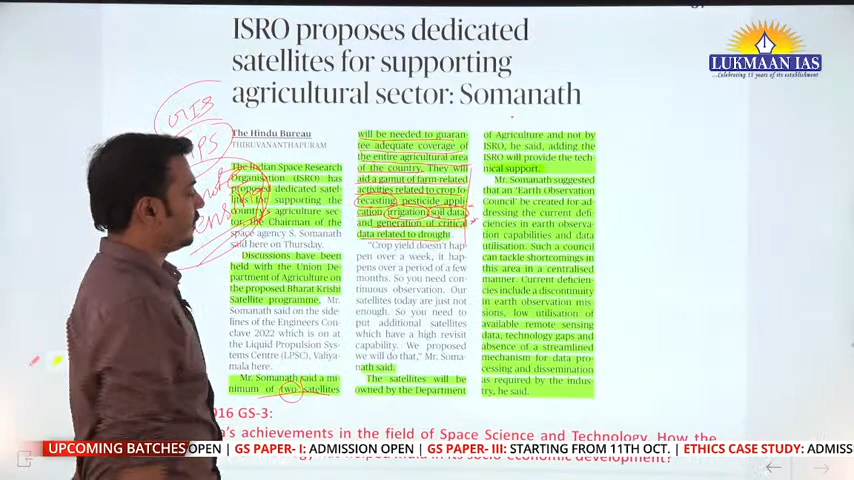 ISRO proposes dedicated
satellites for supporting
agricultural sector: Somanath
LUKMAAN IAS
...Celebrating 11 years of its establishment
GIS
The Hindu Bureau
THIRUVANANTHAPURAM
The Indian Space Research
Organisation (ISRO) has
proposed dedicated satel-
lites for supporting the
country's agriculture sec-
tor, the Chairman of the
space agency S. Somanath
said here on Thursday.
Discussions have been
held with the Union De-
partment of Agriculture on
the proposed Bharat Krishi
Satellite programme, Mr.
Somanath said on the side-
lines of the Engineers Con-
clave 2022 which is on at
the Liquid Propulsion Sys-
tems Centre (LPSC), Valiya-
mala here.
Mr. Somanath said a mi-
nimum of two satellites
will be needed to guaran-
tee adequate coverage of
the entire agricultural area
of the country. They will
aid a gamut of farm-related
activities related to crop fo-
recasting, pesticide appli-
cation, irrigation, soil data
and generation of critical
data related to drought.
"Crop yield doesn't hap-
pen over a week, it hap-
pens over a period of a few
months. So you need con-
tinuous observation. Our
satellites today are just not
enough. So you need to
put additional satellites
which have a high revisit
capability. We proposed
we will do that," Mr. Soma-
nath said.
The satellites will be
owned by the Department
of Agriculture and not by
ISRO, he said, adding the
ISRO will provide the tech-
nical support.
Mr. Somanath suggested
that an 'Earth Observation
Council' be created for ad-
dressing the current defi-
ciencies in earth observa-
tion capabilities and data
utilisation. Such a council
can tackle shortcomings in
this area in a centralised
manner. Current deficien-
cies include a discontinuity
in earth observation mis-
sions, low utilisation of
available remote sensing
data, technology gaps and
absence of a streamlined
mechanism for data pro-
cessing and dissemination
as required by the indus-
try, he said.
016 GS-3:
's achievements in the field of Space Science and Technology. How the
UPCOMING BATCHES OPEN | GS PAPER- I: ADMISSION OPEN | GS PAPER- III: STARTING FROM 11TH OCT. | ETHICS CASE STUDY: ADMISS